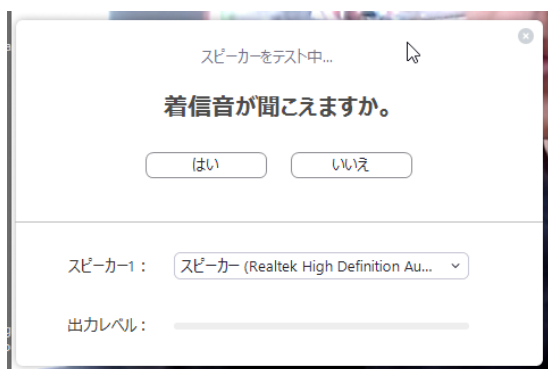 スピーカーをテスト中...
着信音が聞こえますか。
はい
いいえ
スピーカー1：
スピーカー (Realtek High Definition Au...
出力レベル：